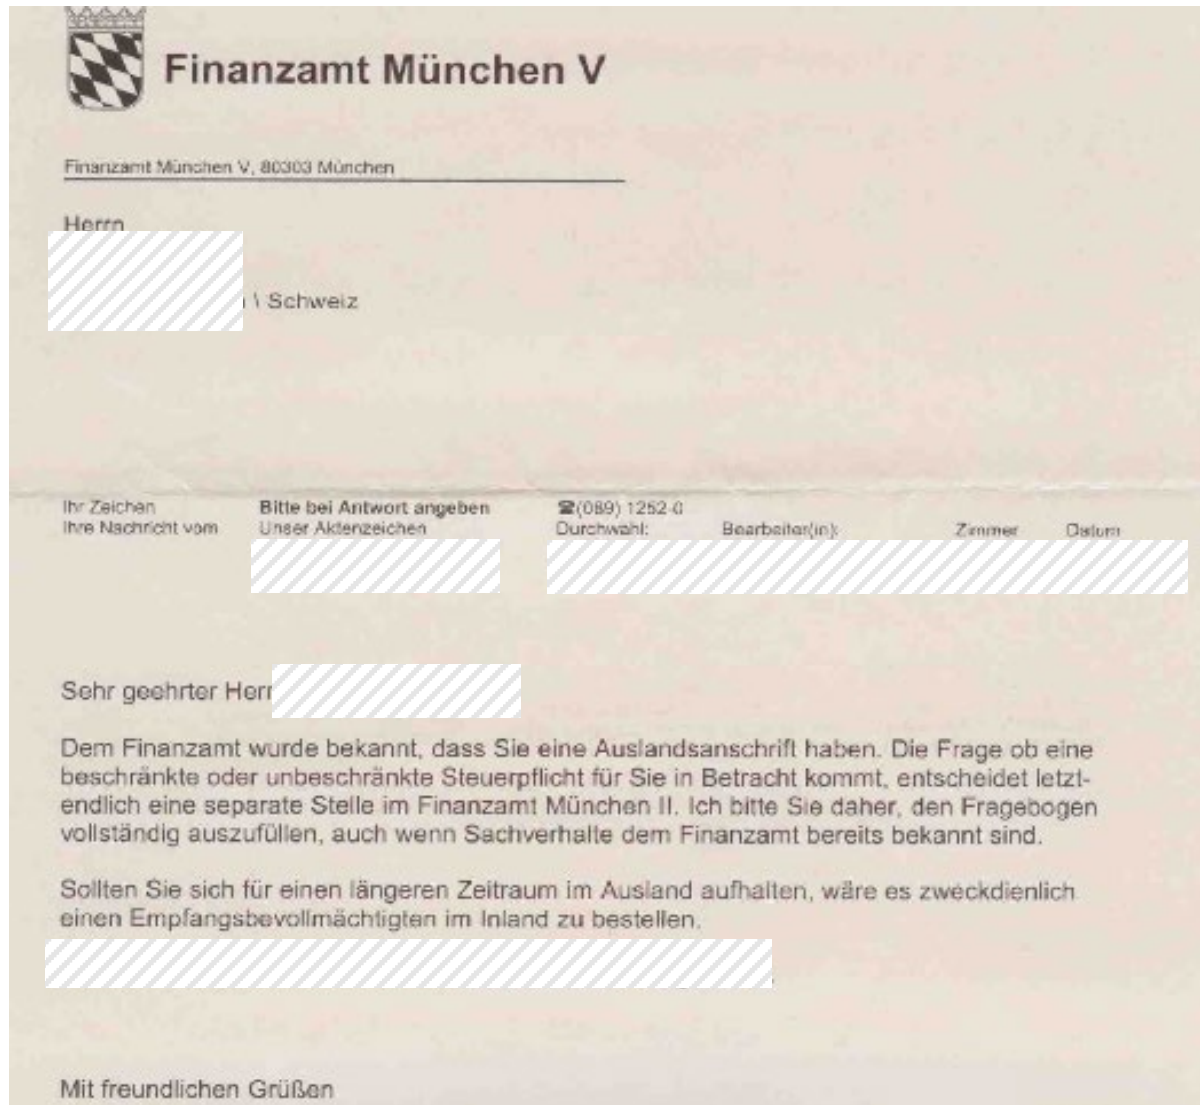 Finanzamt München V
Finanzamt München V, 80303 München
Herrn
\ Schweiz
Ihr Zeichen
Ihre Nachricht vom
Bitte bei Antwort angeben
Unser Aktenzeichen
☎(089) 1252-0
Durchwahl:
Bearbeiter(in):
Zimmer
Datum
Sehr geehrter Herr
Dem Finanzamt wurde bekannt, dass Sie eine Auslandsanschrift haben. Die Frage ob eine
beschränkte oder unbeschränkte Steuerpflicht für Sie in Betracht kommt, entscheidet letzt-
endlich eine separate Stelle im Finanzamt München II. Ich bitte Sie daher, den Fragebogen
vollständig auszufüllen, auch wenn Sachverhalte dem Finanzamt bereits bekannt sind.
Sollten Sie sich für einen längeren Zeitraum im Ausland aufhalten, wäre es zweckdienlich
einen Empfangsbevollmächtigten im Inland zu bestellen.
Mit freundlichen Grüßen